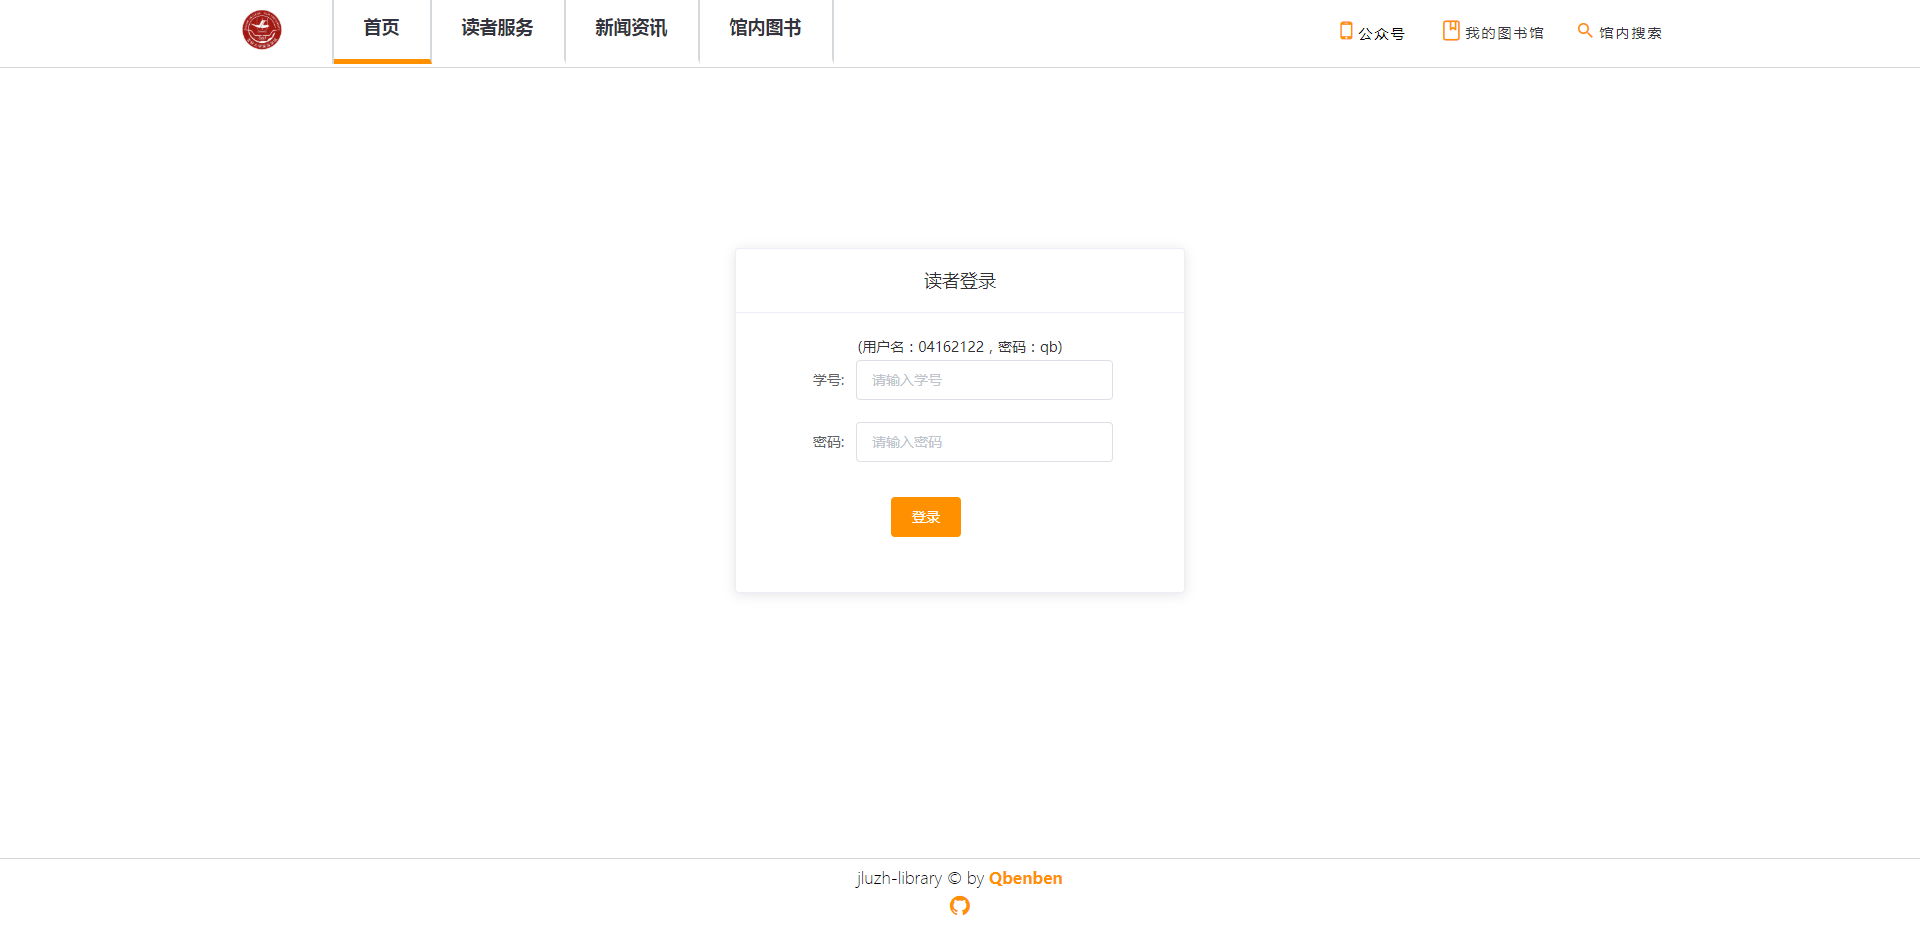 首页 读者服务 新闻资讯 馆内图书 公众号 我的图书馆 馆内搜索
读者登录
(用户名：04162122，密码：qb)
学号: 请输入学号
密码: 请输入密码
登录
jluzh-library © by Qbenben